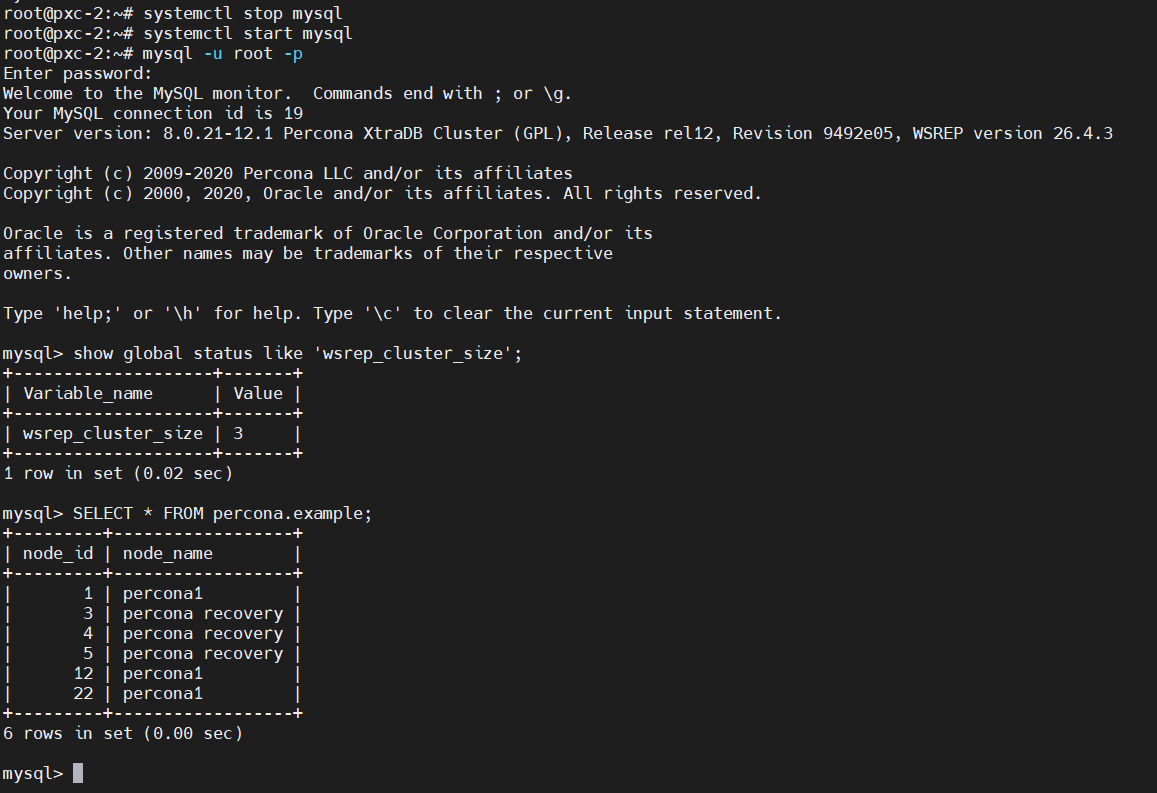 root@pxc-2:~# systemctl stop mysql
root@pxc-2:~# systemctl start mysql
root@pxc-2:~# mysql -u root -p
Enter password:
Welcome to the MySQL monitor.  Commands end with ; or \g.
Your MySQL connection id is 19
Server version: 8.0.21-12.1 Percona XtraDB Cluster (GPL), Release rel12, Revision 9492e05, WSREP version 26.4.3

Copyright (c) 2009-2020 Percona LLC and/or its affiliates
Copyright (c) 2000, 2020, Oracle and/or its affiliates. All rights reserved.

Oracle is a registered trademark of Oracle Corporation and/or its
affiliates. Other names may be trademarks of their respective
owners.

Type 'help;' or '\h' for help. Type '\c' to clear the current input statement.

mysql> show global status like 'wsrep_cluster_size';
+--------------------+-------+
| Variable_name      | Value |
+--------------------+-------+
| wsrep_cluster_size | 3     |
+--------------------+-------+
1 row in set (0.02 sec)

mysql> SELECT * FROM percona.example;
+---------+------------------+
| node_id | node_name        |
+---------+------------------+
|       1 | percona1         |
|       3 | percona recovery |
|       4 | percona recovery |
|       5 | percona recovery |
|      12 | percona1         |
|      22 | percona1         |
+---------+------------------+
6 rows in set (0.00 sec)

mysql>